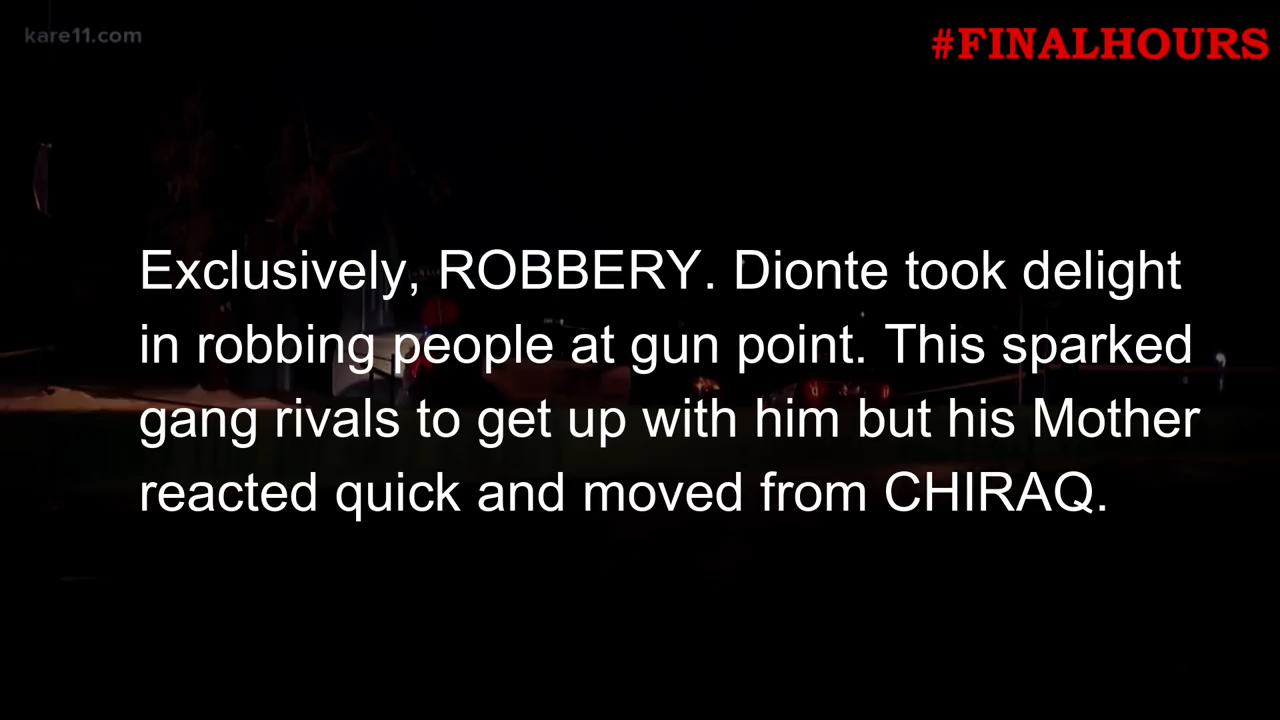 kare11.com
#FINALHOURS
Exclusively, ROBBERY. Dionte took delight
in robbing people at gun point. This sparked
gang rivals to get up with him but his Mother
reacted quick and moved from CHIRAQ.